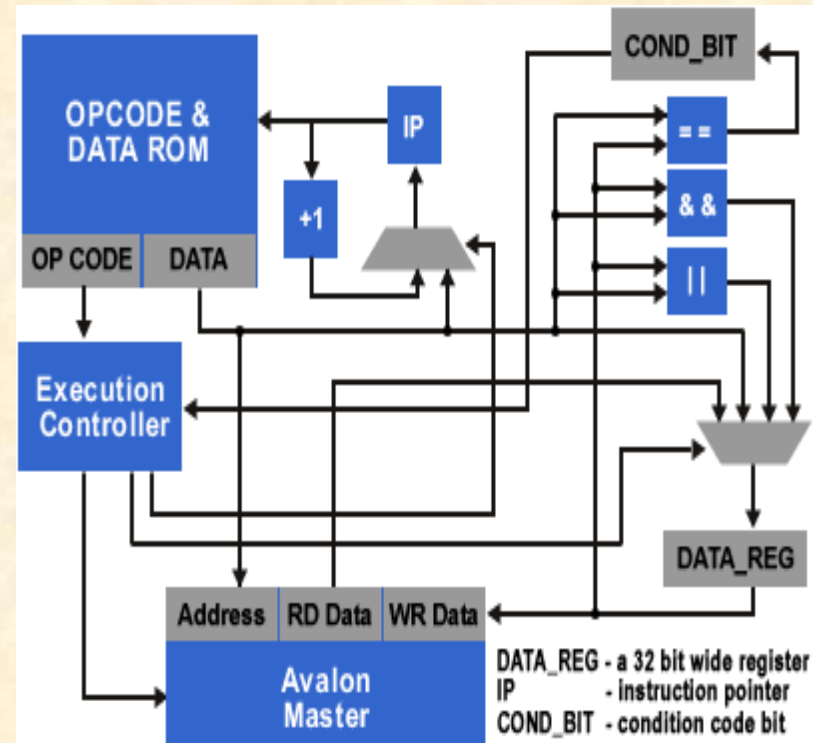 COND_BIT
OPCODE &
DATA ROM
IP
= =
+1
& &
OP CODE
DATA
||
Execution
Controller
DATA_REG
Address
RD Data
WR Data
Avalon
Master
DATA_REG - a 32 bit wide register
IP - instruction pointer
COND_BIT - condition code bit